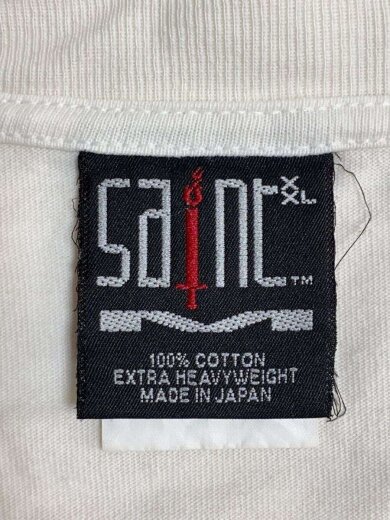 saint XXL ™
100% COTTON
EXTRA HEAVYWEIGHT
MADE IN JAPAN